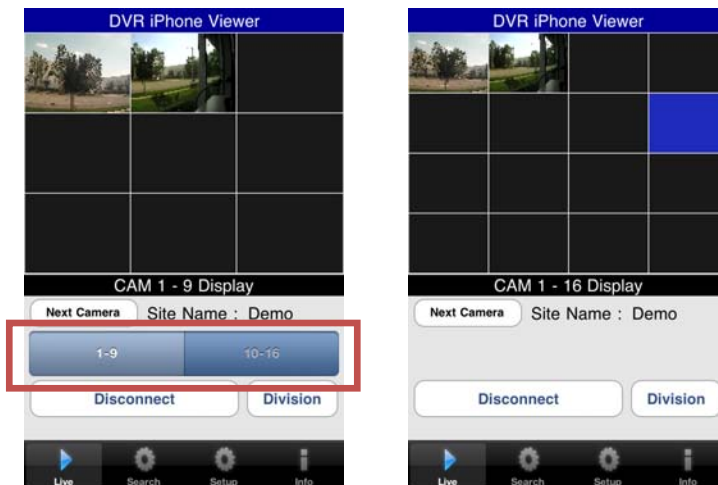 DVR iPhone Viewer
CAM 1 - 9 Display
Next Camera Site Name : Demo
1-9 10-16
Disconnect Division
Live Search Setup Info
DVR iPhone Viewer
CAM 1 - 16 Display
Next Camera Site Name : Demo
Disconnect Division
Live Search Setup Info